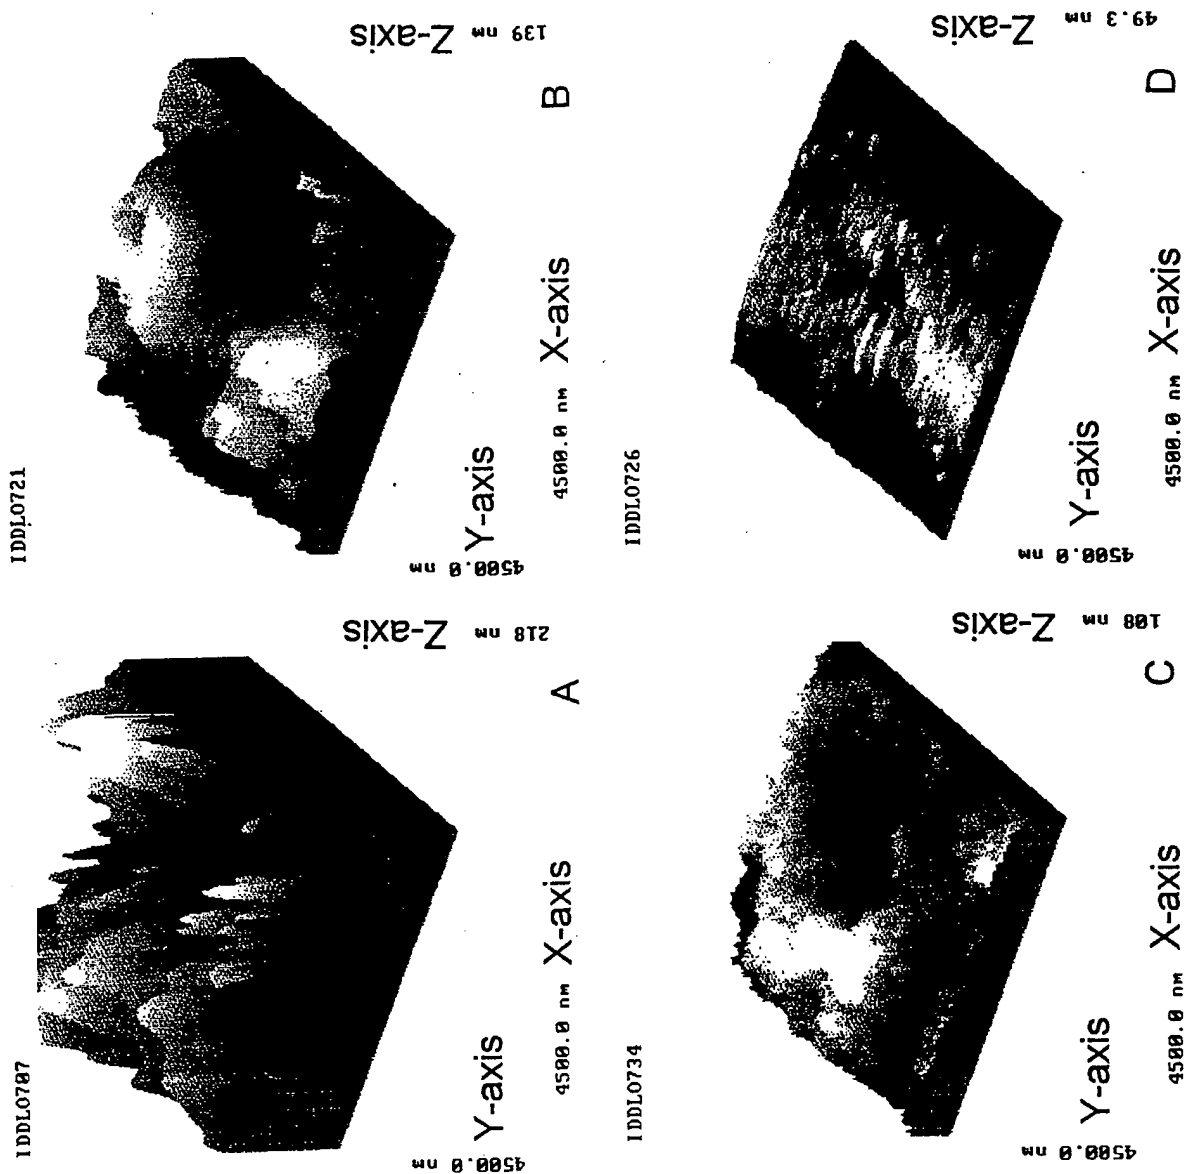 IDDL0707
218 nm Z-axis
A
4500.0 nm X-axis
Y-axis
4500.0 nm
IDDL0721
139 nm Z-axis
B
4500.0 nm X-axis
Y-axis
4500.0 nm
IDDL0734
108 nm Z-axis
C
4500.0 nm X-axis
Y-axis
4500.0 nm
IDDL0726
49.3 nm Z-axis
D
4500.0 nm X-axis
Y-axis
4500.0 nm